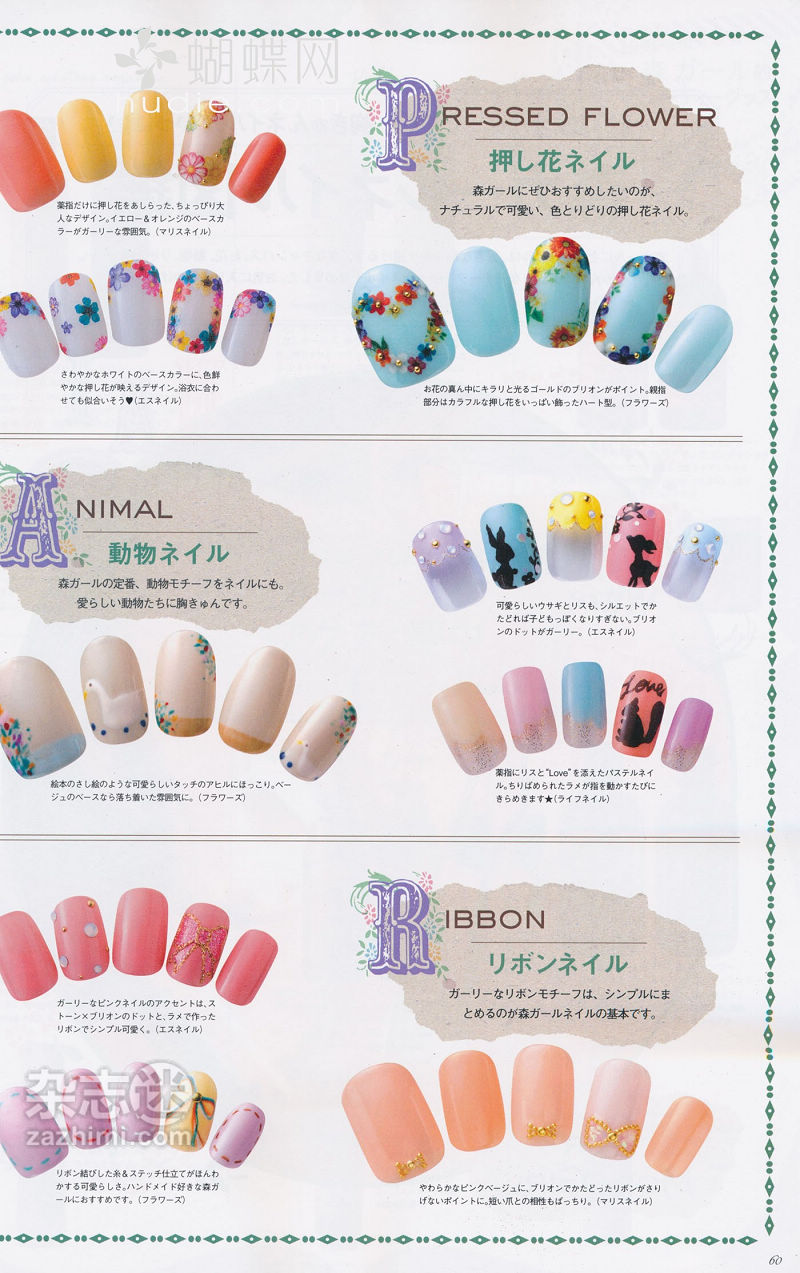 蝴蝶网
hudie
PRESSED FLOWER
押し花ネイル
森ガールにぜひおすすめしたいのが、
ナチュラルで可愛い、色とりどりの押し花ネイル。
薬指だけに押し花をあしらった、ちょっぴり大
人なデザイン。イエロー&オレンジのベースカ
ラーがガーリーな雰囲気。(マリスネイル)
さわやかなホワイトのベースカラーに、色鮮
やかな押し花が映えるデザイン。浴衣に合わ
せても似合いそう♥(エスネイル)
お花の真ん中にキラリと光るゴールドのブリオンがポイント。親指
部分はカラフルな押し花をいっぱい飾ったハート型。(フラワーズ)
ANIMAL
動物ネイル
森ガールの定番、動物モチーフをネイルにも。
愛らしい動物たちに胸きゅんです。
可愛らしいウサギとリスも、シルエットでか
たどれば子どもっぽくなりすぎない。ブリオ
ンのドットがガーリー。(エスネイル)
Love
絵本のさし絵のような可愛らしいタッチのアヒルにほっこり。ベー
ジュのベースなら落ち着いた雰囲気に。(フラワーズ)
薬指にリスと“Love”を添えたパステルネイ
ル。ちりばめられたラメが指を動かすたびに
きらめきます★(ライフネイル)
RIBBON
リボンネイル
ガーリーなリボンモチーフは、シンプルにま
とめるのが森ガールネイルの基本です。
ガーリーなピンクネイルのアクセントは、ス
トーン×ブリオンのドットと、ラメで作った
リボンでシンプル可愛く。(エスネイル)
杂志迷
zazhimi.com
リボン結びした糸&ステッチ仕立てがほんわ
かする可愛らしさ。ハンドメイド好きな森ガ
ールにおすすめです。(フラワーズ)
やわらかなピンクベージュに、ブリオンでかたどったリボンがさり
げないポイントに。短い爪との相性もばっちり。(マリスネイル)
60